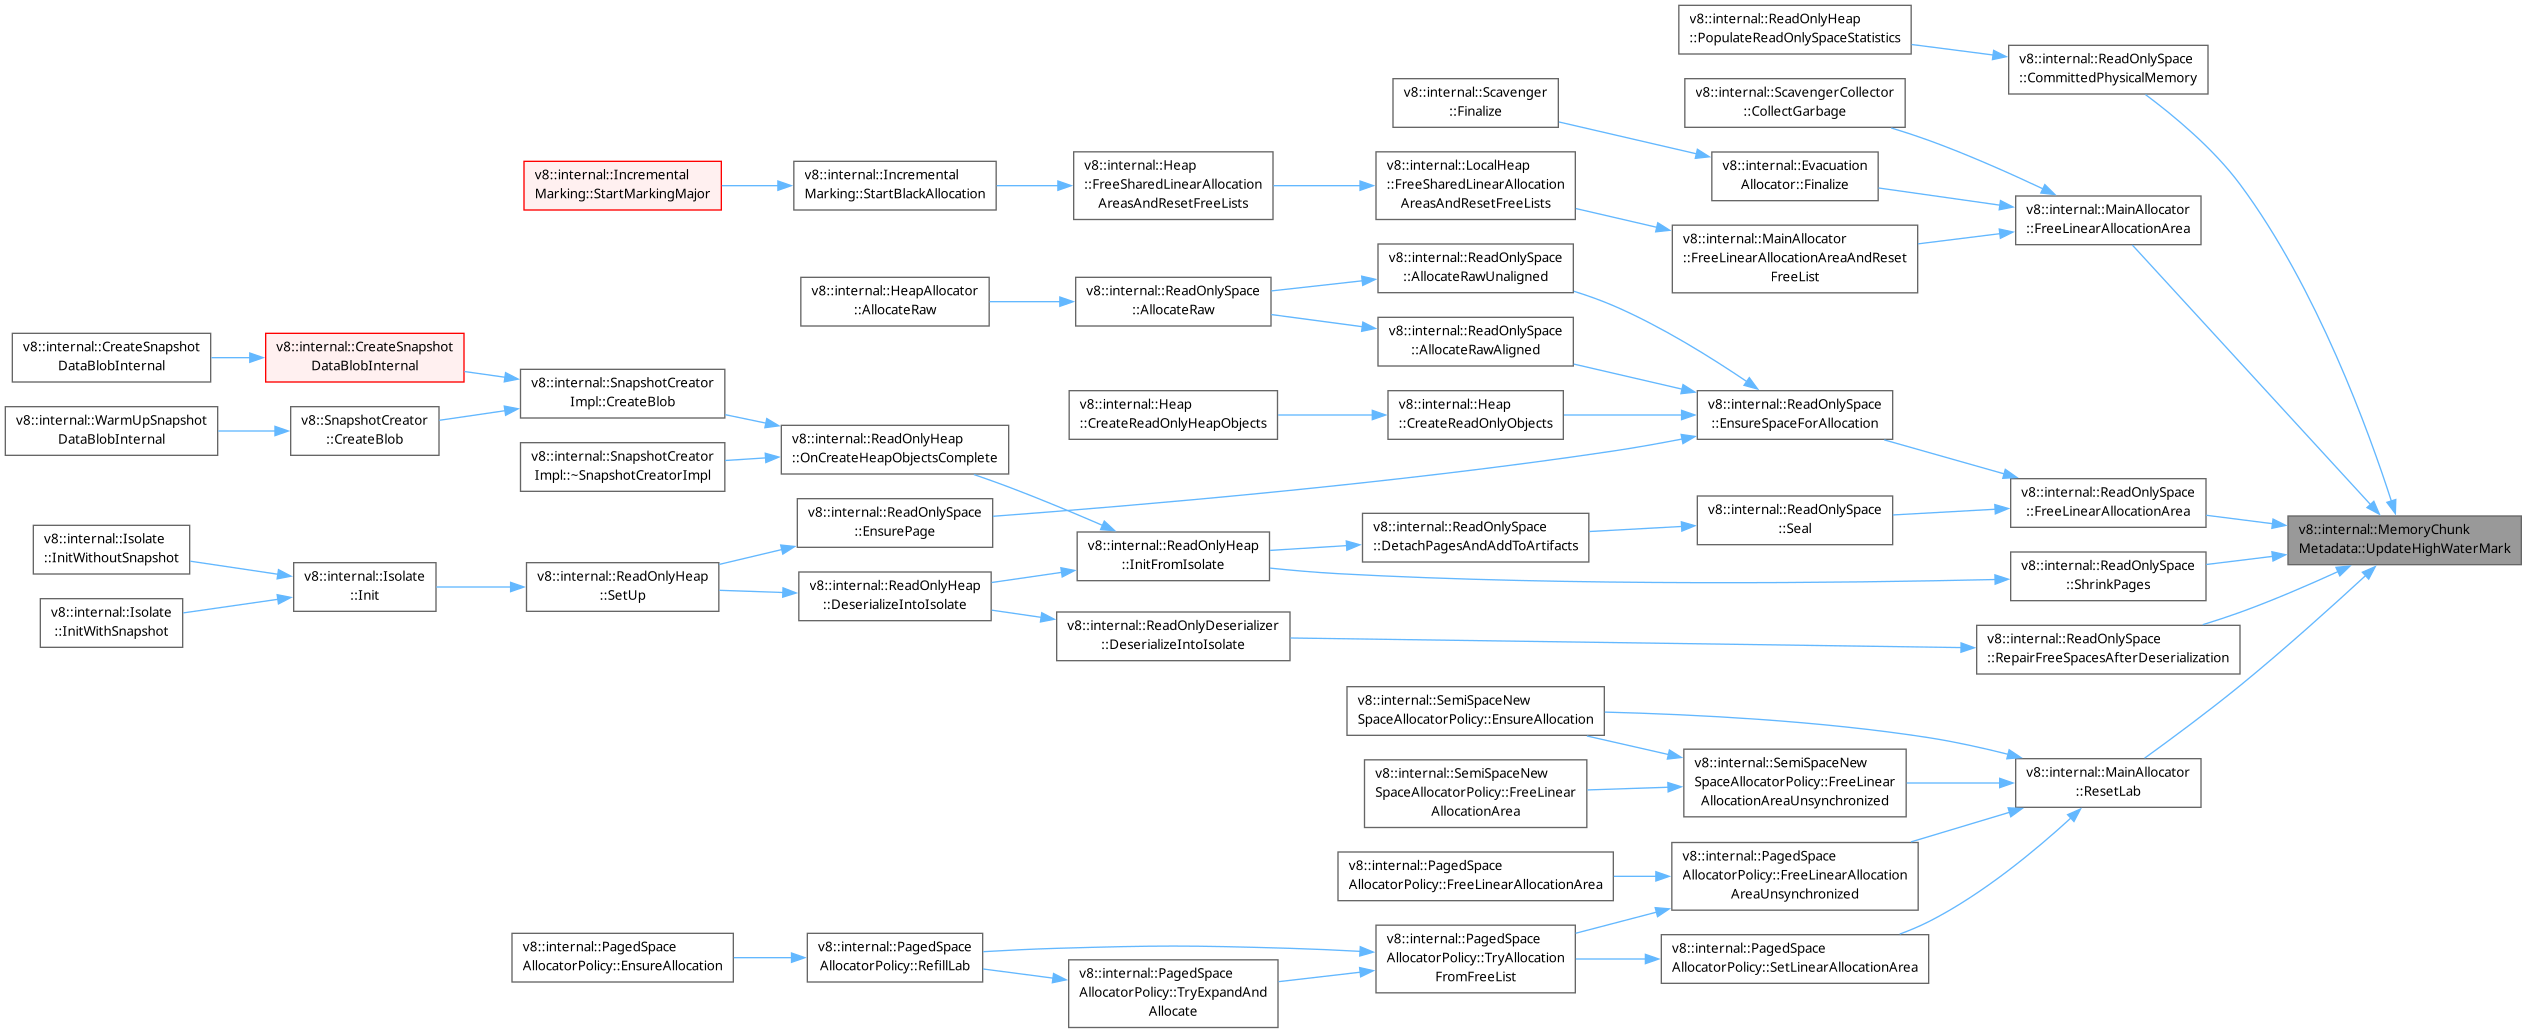 v8::internal::ReadOnlyHeap
::PopulateReadOnlySpaceStatistics
v8::internal::ReadOnlySpace
::CommittedPhysicalMemory
v8::internal::Scavenger
::Finalize
v8::internal::ScavengerCollector
::CollectGarbage
v8::internal::Incremental
Marking::StartMarkingMajor
v8::internal::Incremental
Marking::StartBlackAllocation
v8::internal::Heap
::FreeSharedLinearAllocation
AreasAndResetFreeLists
v8::internal::LocalHeap
::FreeSharedLinearAllocation
AreasAndResetFreeLists
v8::internal::Evacuation
Allocator::Finalize
v8::internal::MainAllocator
::FreeLinearAllocationArea
v8::internal::MainAllocator
::FreeLinearAllocationAreaAndReset
FreeList
v8::internal::HeapAllocator
::AllocateRaw
v8::internal::ReadOnlySpace
::AllocateRaw
v8::internal::ReadOnlySpace
::AllocateRawUnaligned
v8::internal::ReadOnlySpace
::AllocateRawAligned
v8::internal::CreateSnapshot
DataBlobInternal
v8::internal::CreateSnapshot
DataBlobInternal
v8::internal::SnapshotCreator
Impl::CreateBlob
v8::internal::WarmUpSnapshot
DataBlobInternal
v8::SnapshotCreator
::CreateBlob
v8::internal::Heap
::CreateReadOnlyHeapObjects
v8::internal::Heap
::CreateReadOnlyObjects
v8::internal::ReadOnlySpace
::EnsureSpaceForAllocation
v8::internal::SnapshotCreator
Impl::~SnapshotCreatorImpl
v8::internal::ReadOnlyHeap
::OnCreateHeapObjectsComplete
v8::internal::ReadOnlySpace
::EnsurePage
v8::internal::ReadOnlySpace
::DetachPagesAndAddToArtifacts
v8::internal::ReadOnlySpace
::Seal
v8::internal::ReadOnlySpace
::FreeLinearAllocationArea
v8::internal::MemoryChunk
Metadata::UpdateHighWaterMark
v8::internal::Isolate
::InitWithoutSnapshot
v8::internal::Isolate
::InitWithSnapshot
v8::internal::Isolate
::Init
v8::internal::ReadOnlyHeap
::SetUp
v8::internal::ReadOnlyHeap
::DeserializeIntoIsolate
v8::internal::ReadOnlyHeap
::InitFromIsolate
v8::internal::ReadOnlySpace
::ShrinkPages
v8::internal::ReadOnlyDeserializer
::DeserializeIntoIsolate
v8::internal::ReadOnlySpace
::RepairFreeSpacesAfterDeserialization
v8::internal::SemiSpaceNew
SpaceAllocatorPolicy::EnsureAllocation
v8::internal::SemiSpaceNew
SpaceAllocatorPolicy::FreeLinear
AllocationArea
v8::internal::SemiSpaceNew
SpaceAllocatorPolicy::FreeLinear
AllocationAreaUnsynchronized
v8::internal::MainAllocator
::ResetLab
v8::internal::PagedSpace
AllocatorPolicy::FreeLinearAllocationArea
v8::internal::PagedSpace
AllocatorPolicy::FreeLinearAllocation
AreaUnsynchronized
v8::internal::PagedSpace
AllocatorPolicy::EnsureAllocation
v8::internal::PagedSpace
AllocatorPolicy::RefillLab
v8::internal::PagedSpace
AllocatorPolicy::TryExpandAnd
Allocate
v8::internal::PagedSpace
AllocatorPolicy::TryAllocation
FromFreeList
v8::internal::PagedSpace
AllocatorPolicy::SetLinearAllocationArea